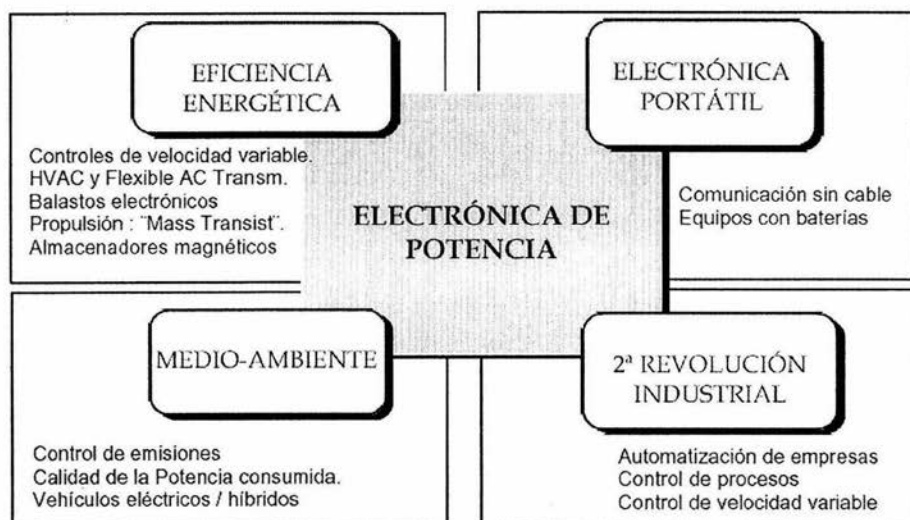 EFICIENCIA
ENERGÉTICA
Controles de velocidad variable.
HVAC y Flexible AC Transm.
Balastos electrónicos
Propulsión : ¨Mass Transist¨.
Almacenadores magnéticos
ELECTRÓNICA
PORTÁTIL
Comunicación sin cable
Equipos con baterías
ELECTRÓNICA DE
POTENCIA
MEDIO-AMBIENTE
Control de emisiones
Calidad de la Potencia consumida.
Vehículos eléctricos / híbridos
2ª REVOLUCIÓN
INDUSTRIAL
Automatización de empresas
Control de procesos
Control de velocidad variable